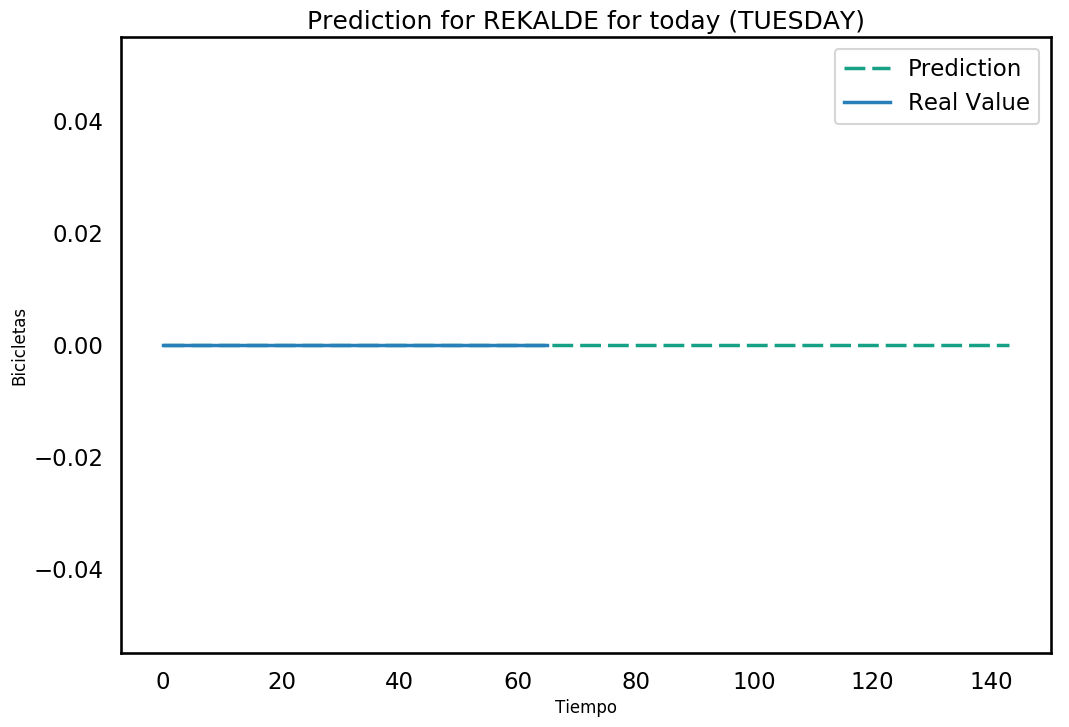 Prediction for REKALDE for today (TUESDAY)
Prediction
Real Value
0.04
0.02
0.00
−0.02
−0.04
Bicicletas
0 20 40 60 80 100 120 140
Tiempo